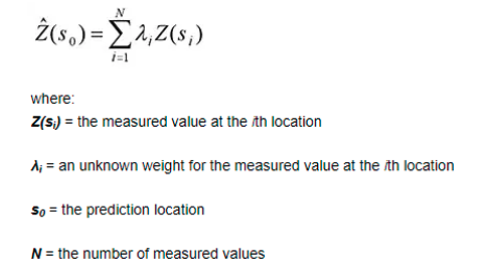 Ẑ(s₀) = ∑ᵢ₌₁ᴺ λᵢZ(sᵢ)
where:
Z(sᵢ) = the measured value at the ith location
λᵢ = an unknown weight for the measured value at the ith location
s₀ = the prediction location
N = the number of measured values